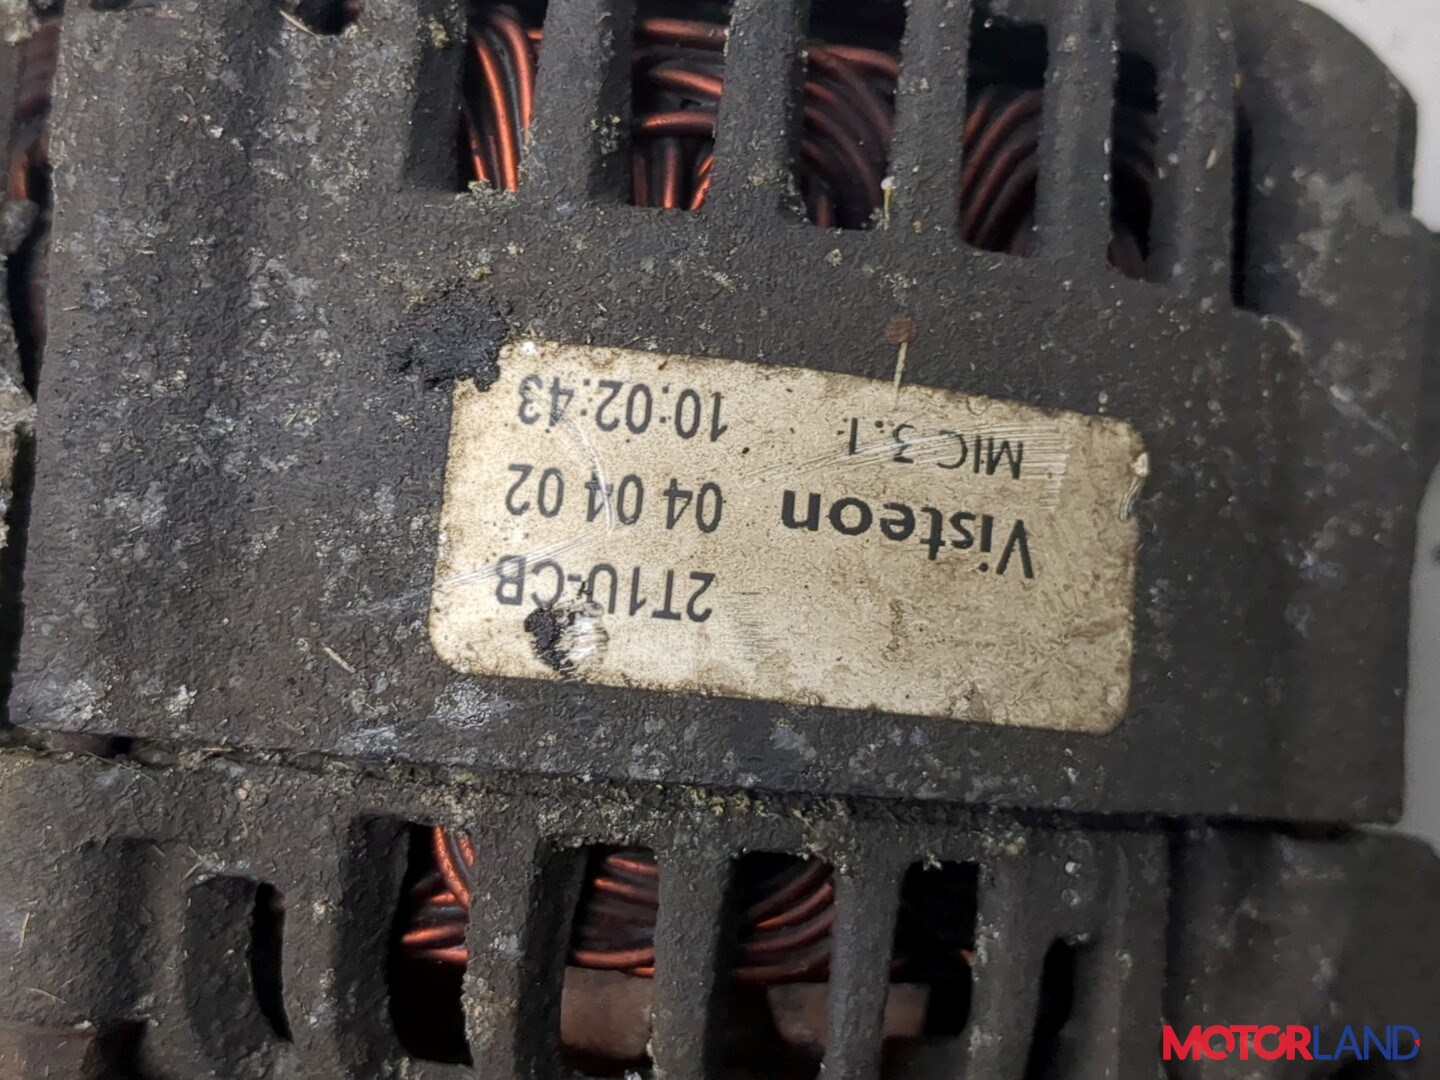 2T1U-CB
Visteon 04 04 02
MIC 3.1 10:02:43
MOTORLAND